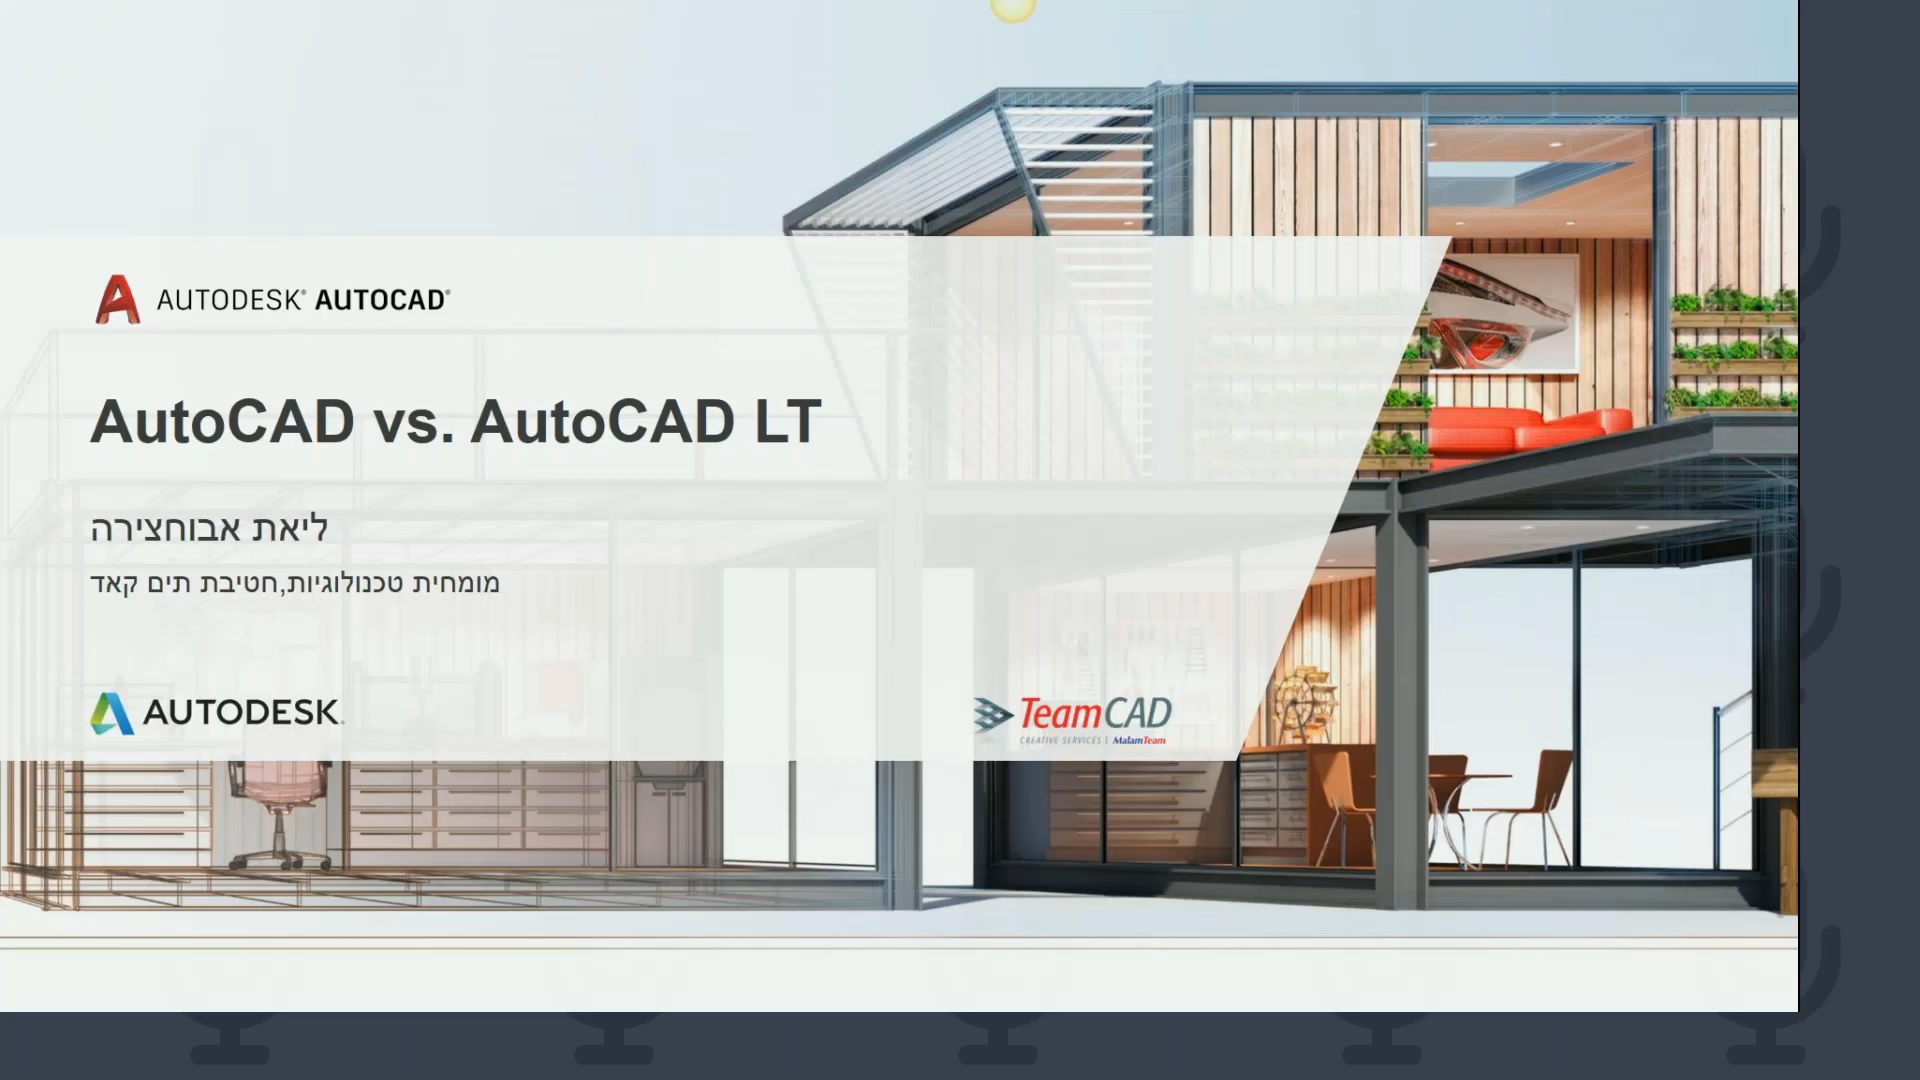 AUTODESK® AUTOCAD®
AutoCAD vs. AutoCAD LT
ליאת אבוחצירה
מומחית טכנולוגיות,חטיבת תים קאד
AUTODESK.
TeamCAD
CREATIVE SERVICES | MalamTeam